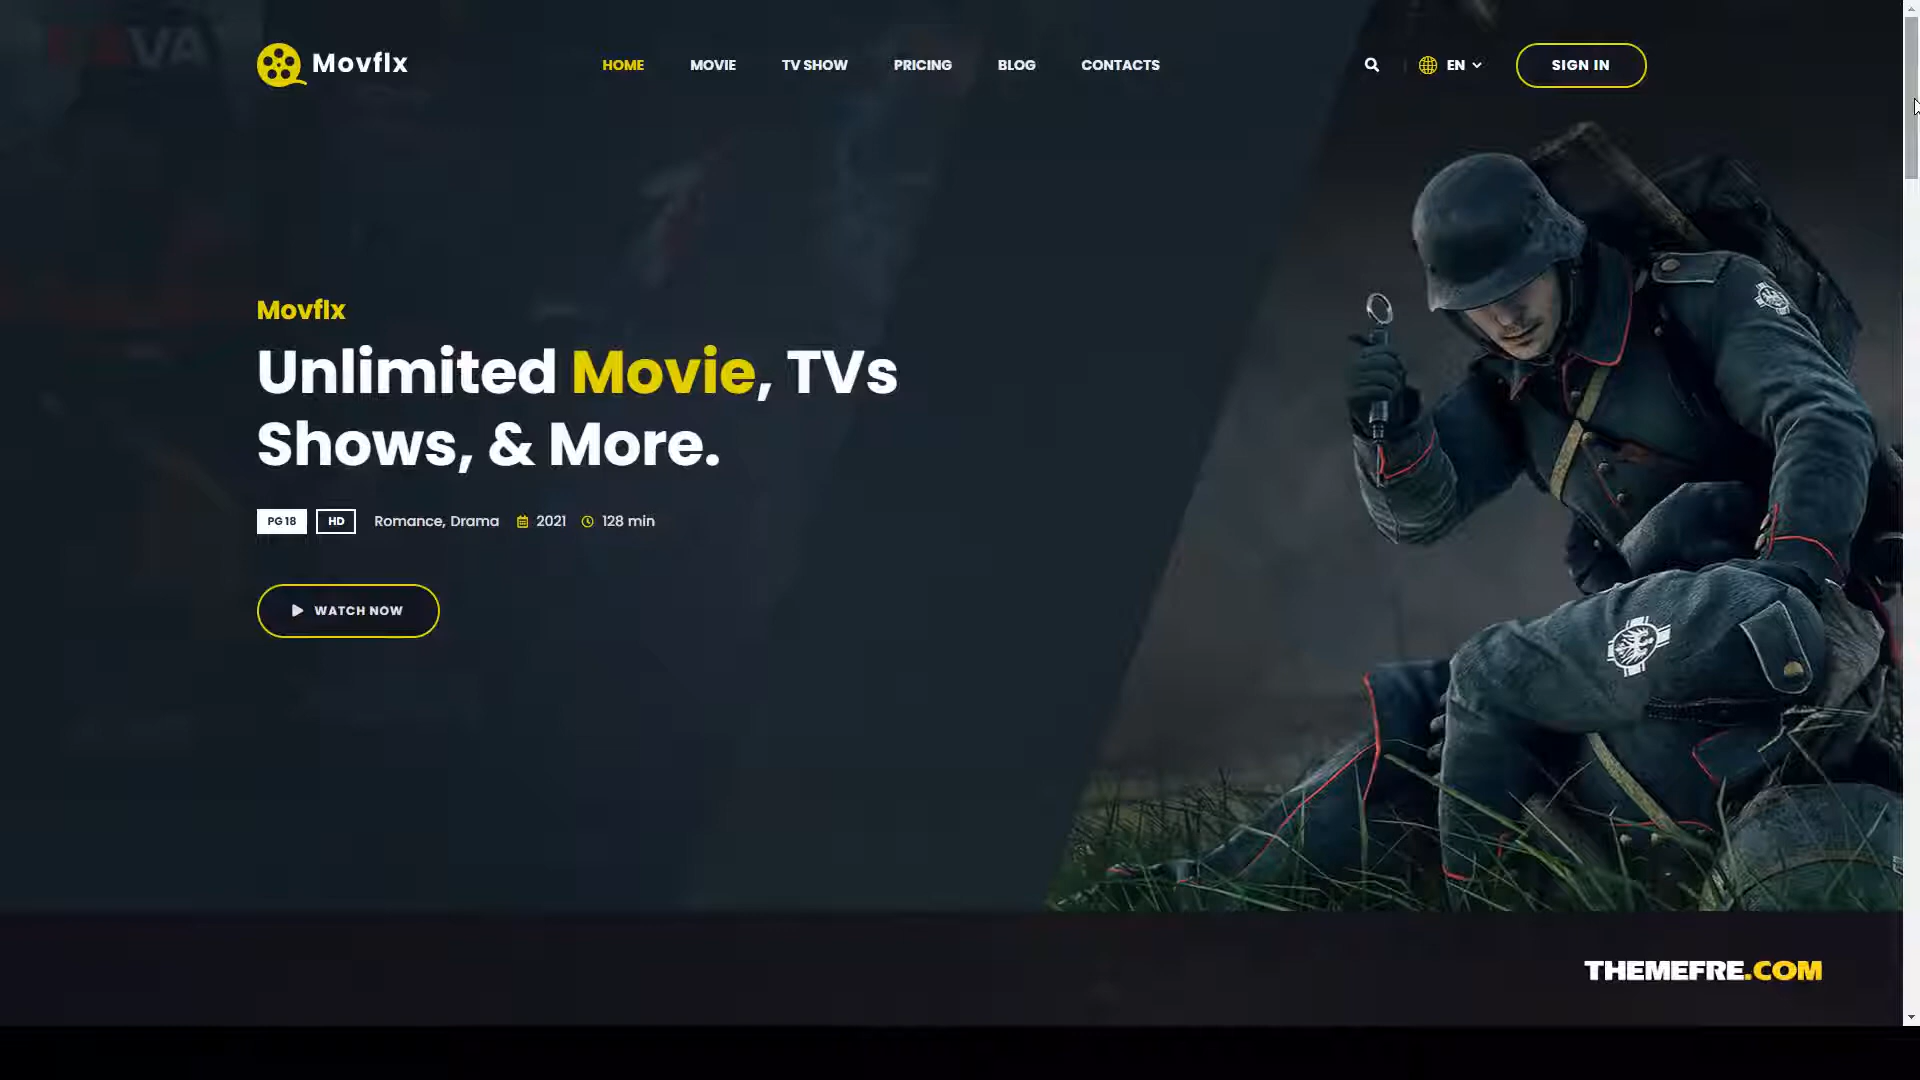 Movflx
HOME MOVIE TV SHOW PRICING BLOG CONTACTS
EN
SIGN IN
Movflx
Unlimited Movie, TVs
Shows, & More.
PG 18 HD Romance, Drama 2021 128 min
WATCH NOW
THEMEFRE.COM